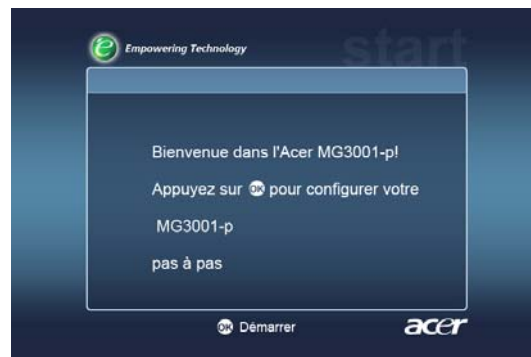 e Empowering Technology
start
Bienvenue dans l'Acer MG3001-p!
Appuyez sur OK pour configurer votre
MG3001-p
pas à pas
OK Démarrer
acer